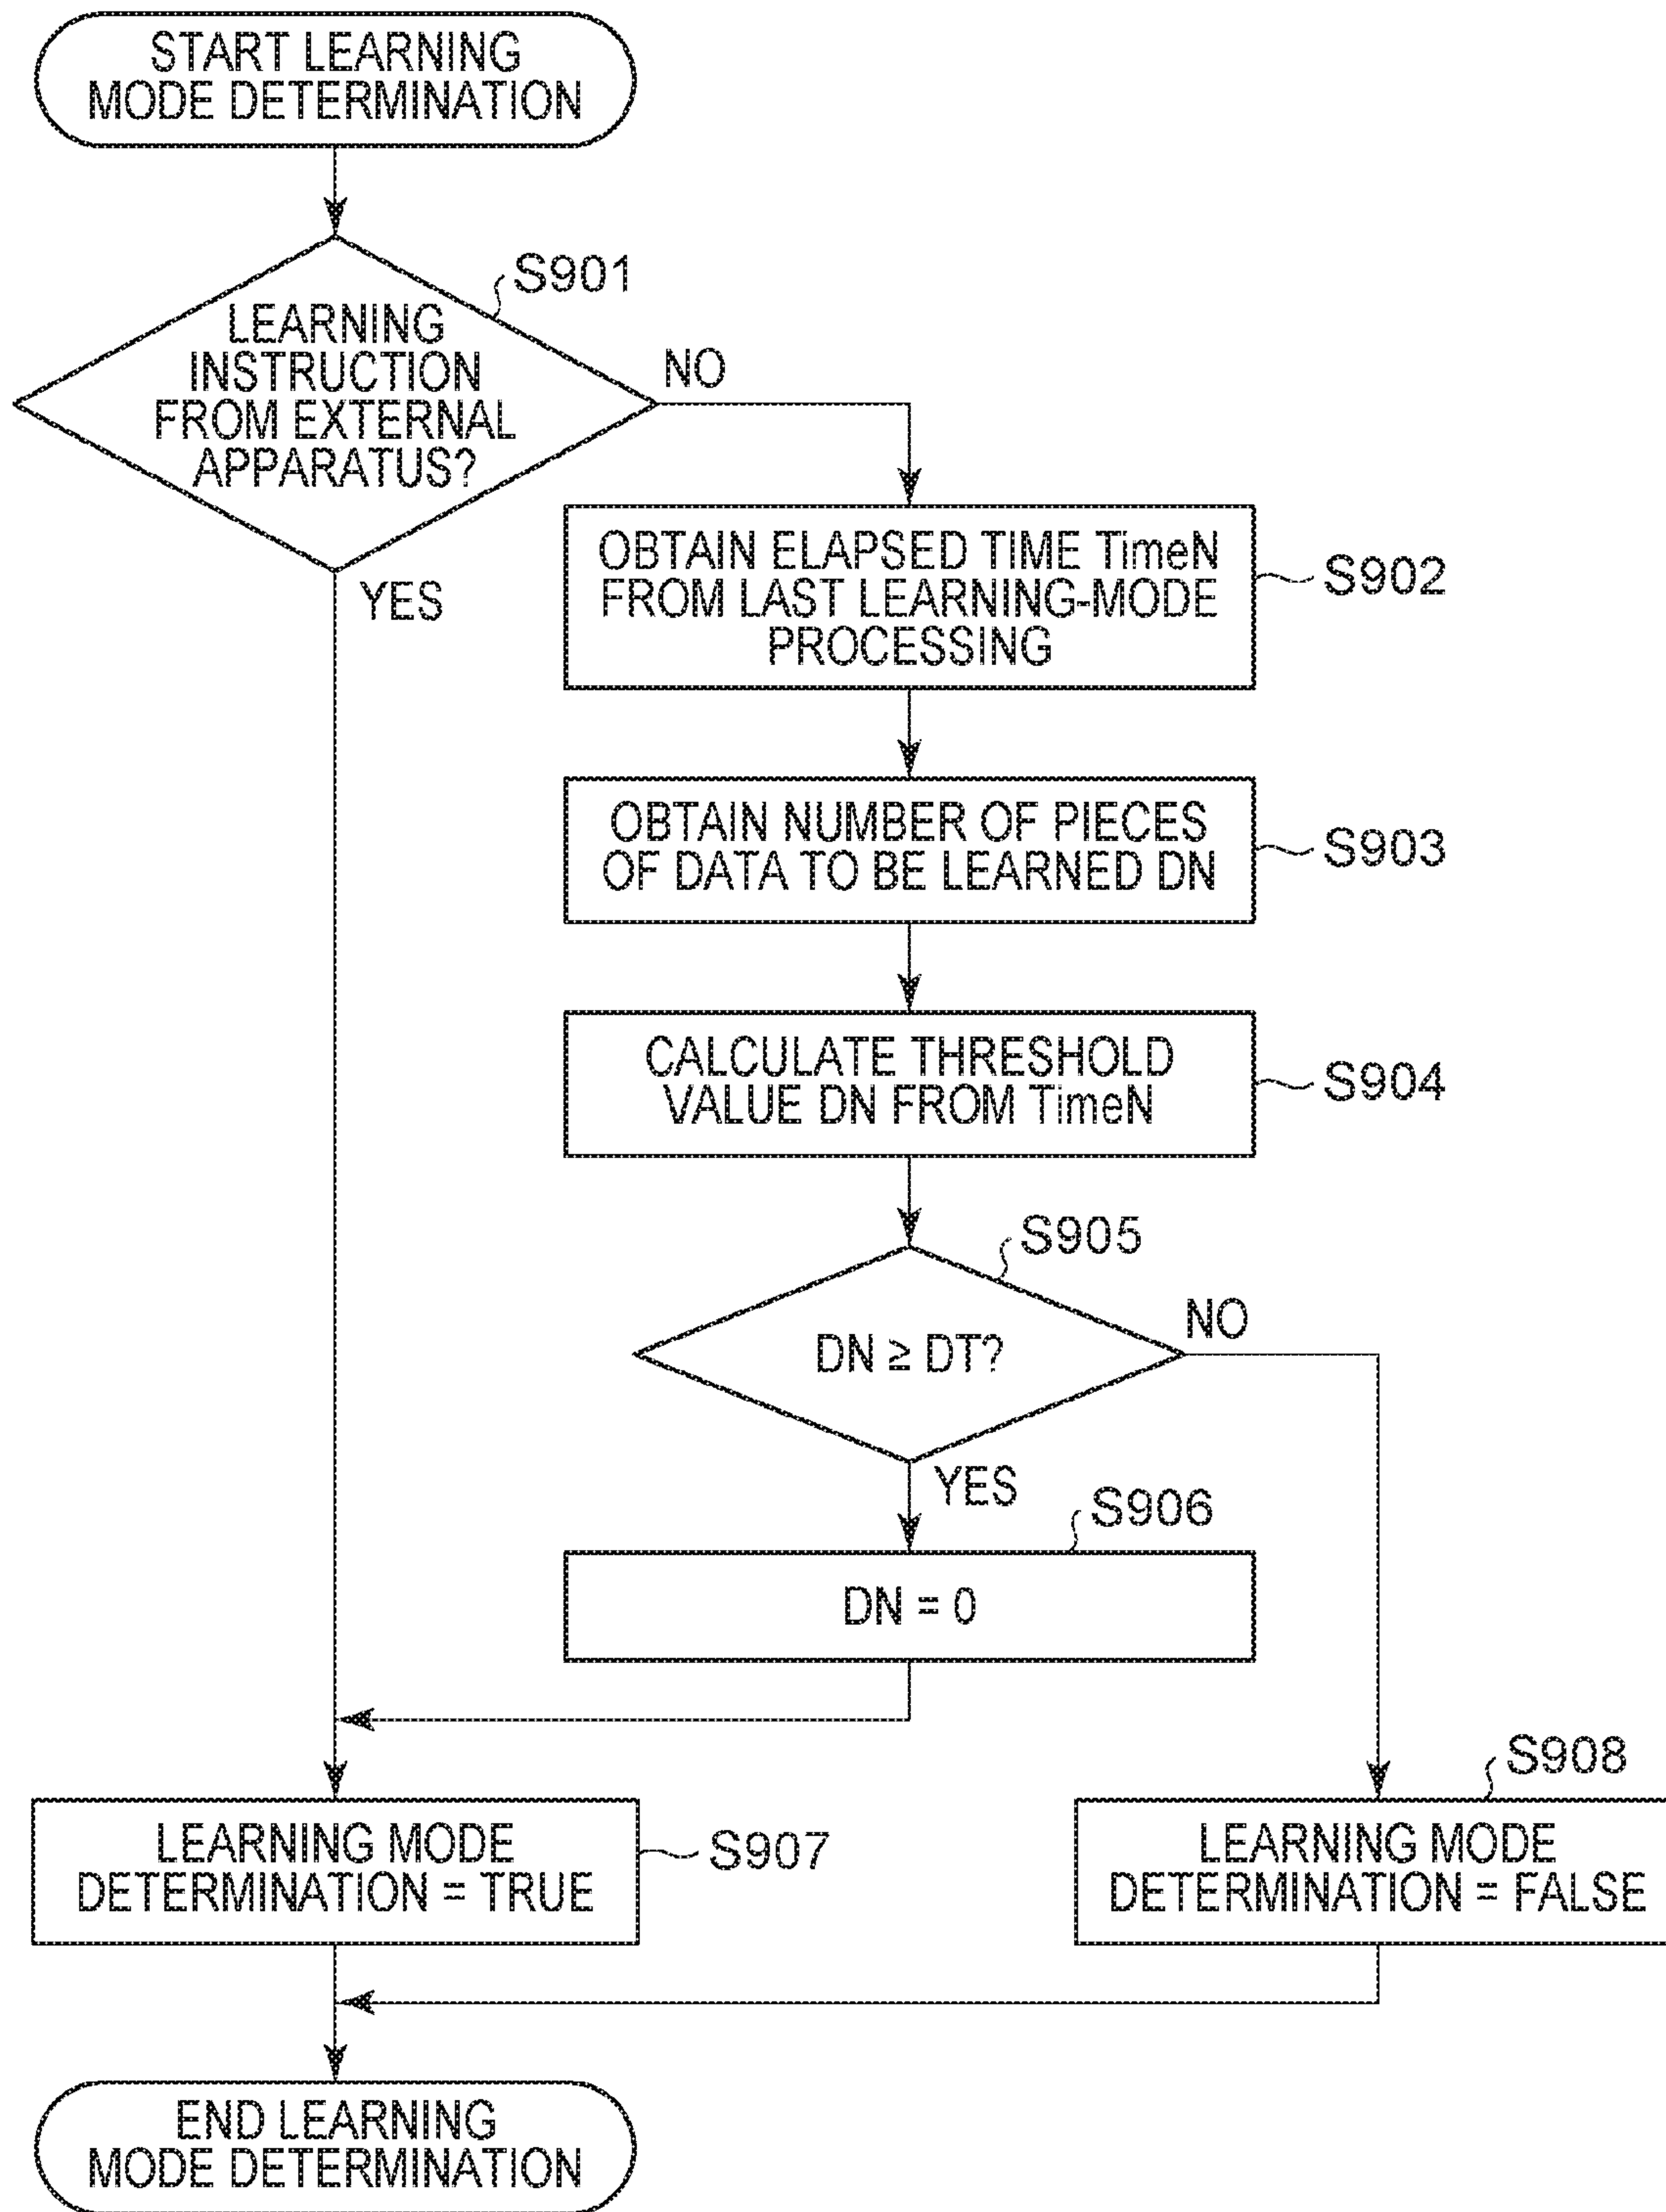 START LEARNING
MODE DETERMINATION
S901
LEARNING
INSTRUCTION
FROM EXTERNAL
APPARATUS?
NO
YES
OBTAIN ELAPSED TIME TimeN
FROM LAST LEARNING-MODE
PROCESSING
S902
OBTAIN NUMBER OF PIECES
OF DATA TO BE LEARNED DN
S903
CALCULATE THRESHOLD
VALUE DN FROM TimeN
S904
S905
DN ≥ DT?
NO
YES
S906
DN = 0
LEARNING MODE
DETERMINATION = TRUE
S907
S908
LEARNING MODE
DETERMINATION = FALSE
END LEARNING
MODE DETERMINATION